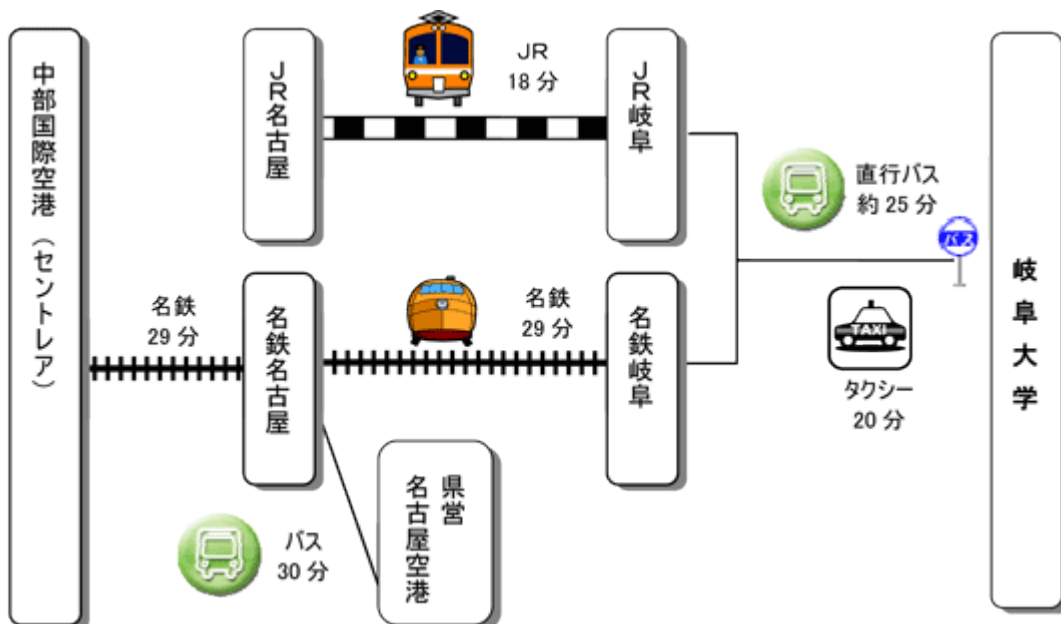 中部国際空港（セントレア）
JR名古屋
JR
18分
JR岐阜
直行バス
約25分
バス
岐阜大学
名鉄
29分
名鉄名古屋
名鉄
29分
名鉄岐阜
TAXI
タクシー
20分
バス
30分
県営
名古屋空港